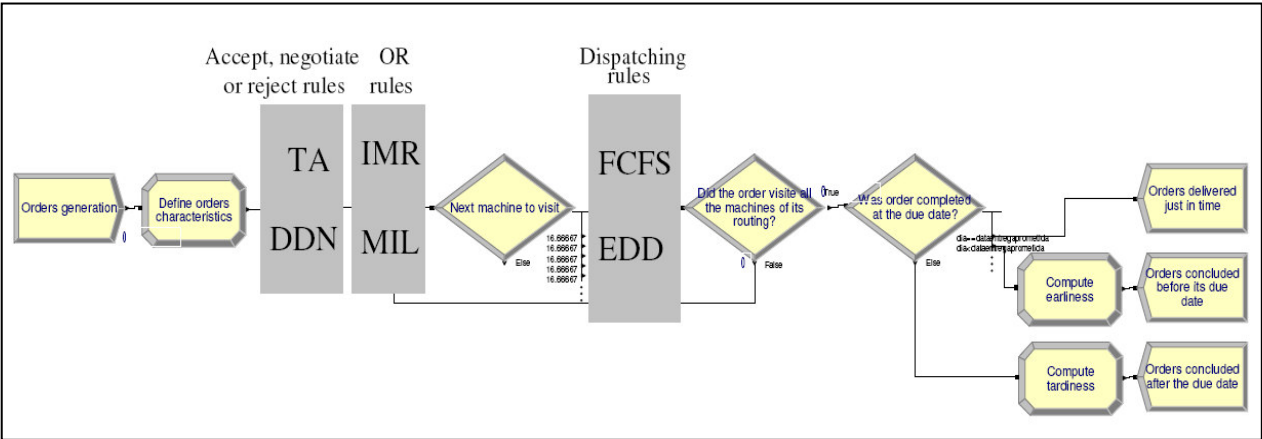 Accept, negotiate
or reject rules
OR
rules
Dispatching
rules
Orders generation
0
Define orders
characteristics
TA
DDN
IMR
MIL
Next machine to visit
Else
16.66667
16.66667
16.66667
16.66667
16.66667
FCFS
EDD
Did the order visite all
the machines of its
routing?
0
True
0
False
Was order completed
at the due date?
Else
dia==dataentregaprometida
dia<dataentregaprometida
Orders delivered
just in time
Compute
earliness
Orders concluded
before its due
date
Compute
tardiness
Orders concluded
after the due date